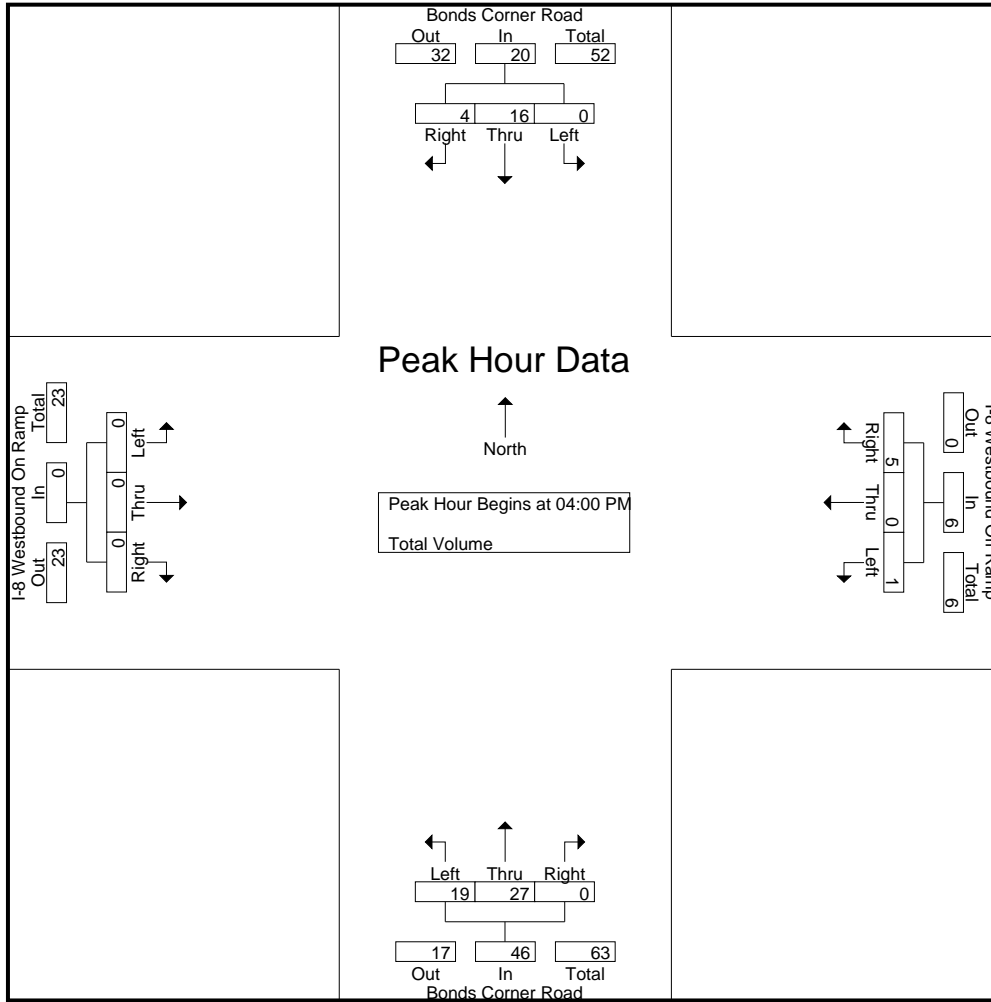 Bonds Corner Road
Out In Total
32 20 52
4 16 0
Right Thru Left
Peak Hour Data
North
Peak Hour Begins at 04:00 PM
Total Volume
I-8 Westbound On Ramp
Out In Total
23 0 23
0 0 0
Right Thru Left
I-8 Westbound Ramp
Out In Total
0 6 6
5 0 1
Right Thru Left
Left Thru Right
19 27 0
17 46 63
Out In Total
Bonds Corner Road